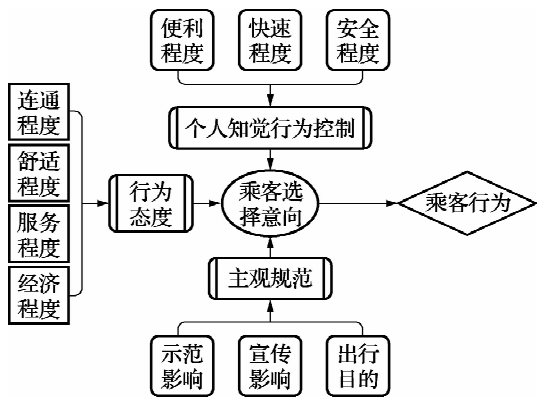 便利
程度
快速
程度
安全
程度
个人知觉行为控制
连通
程度
舒适
程度
服务
程度
经济
程度
行为
态度
乘客选
择意向
乘客行为
主观规范
示范
影响
宣传
影响
出行
目的